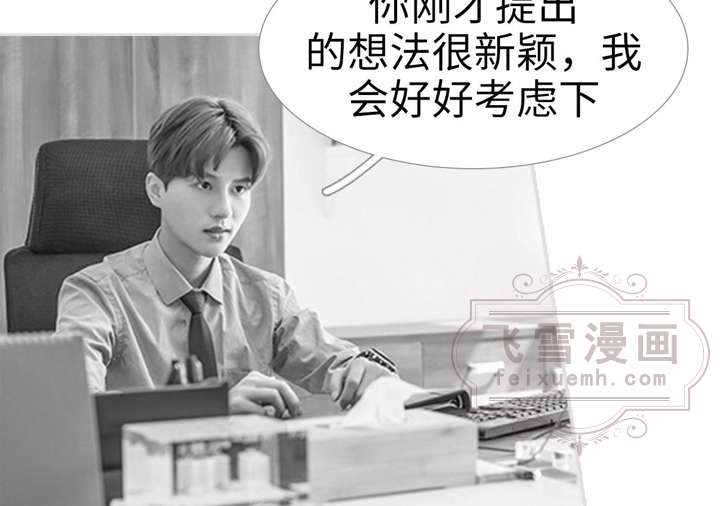 你刚才提出
的想法很新颖，我
会好好考虑下
飞雪漫画
feixuemh.com